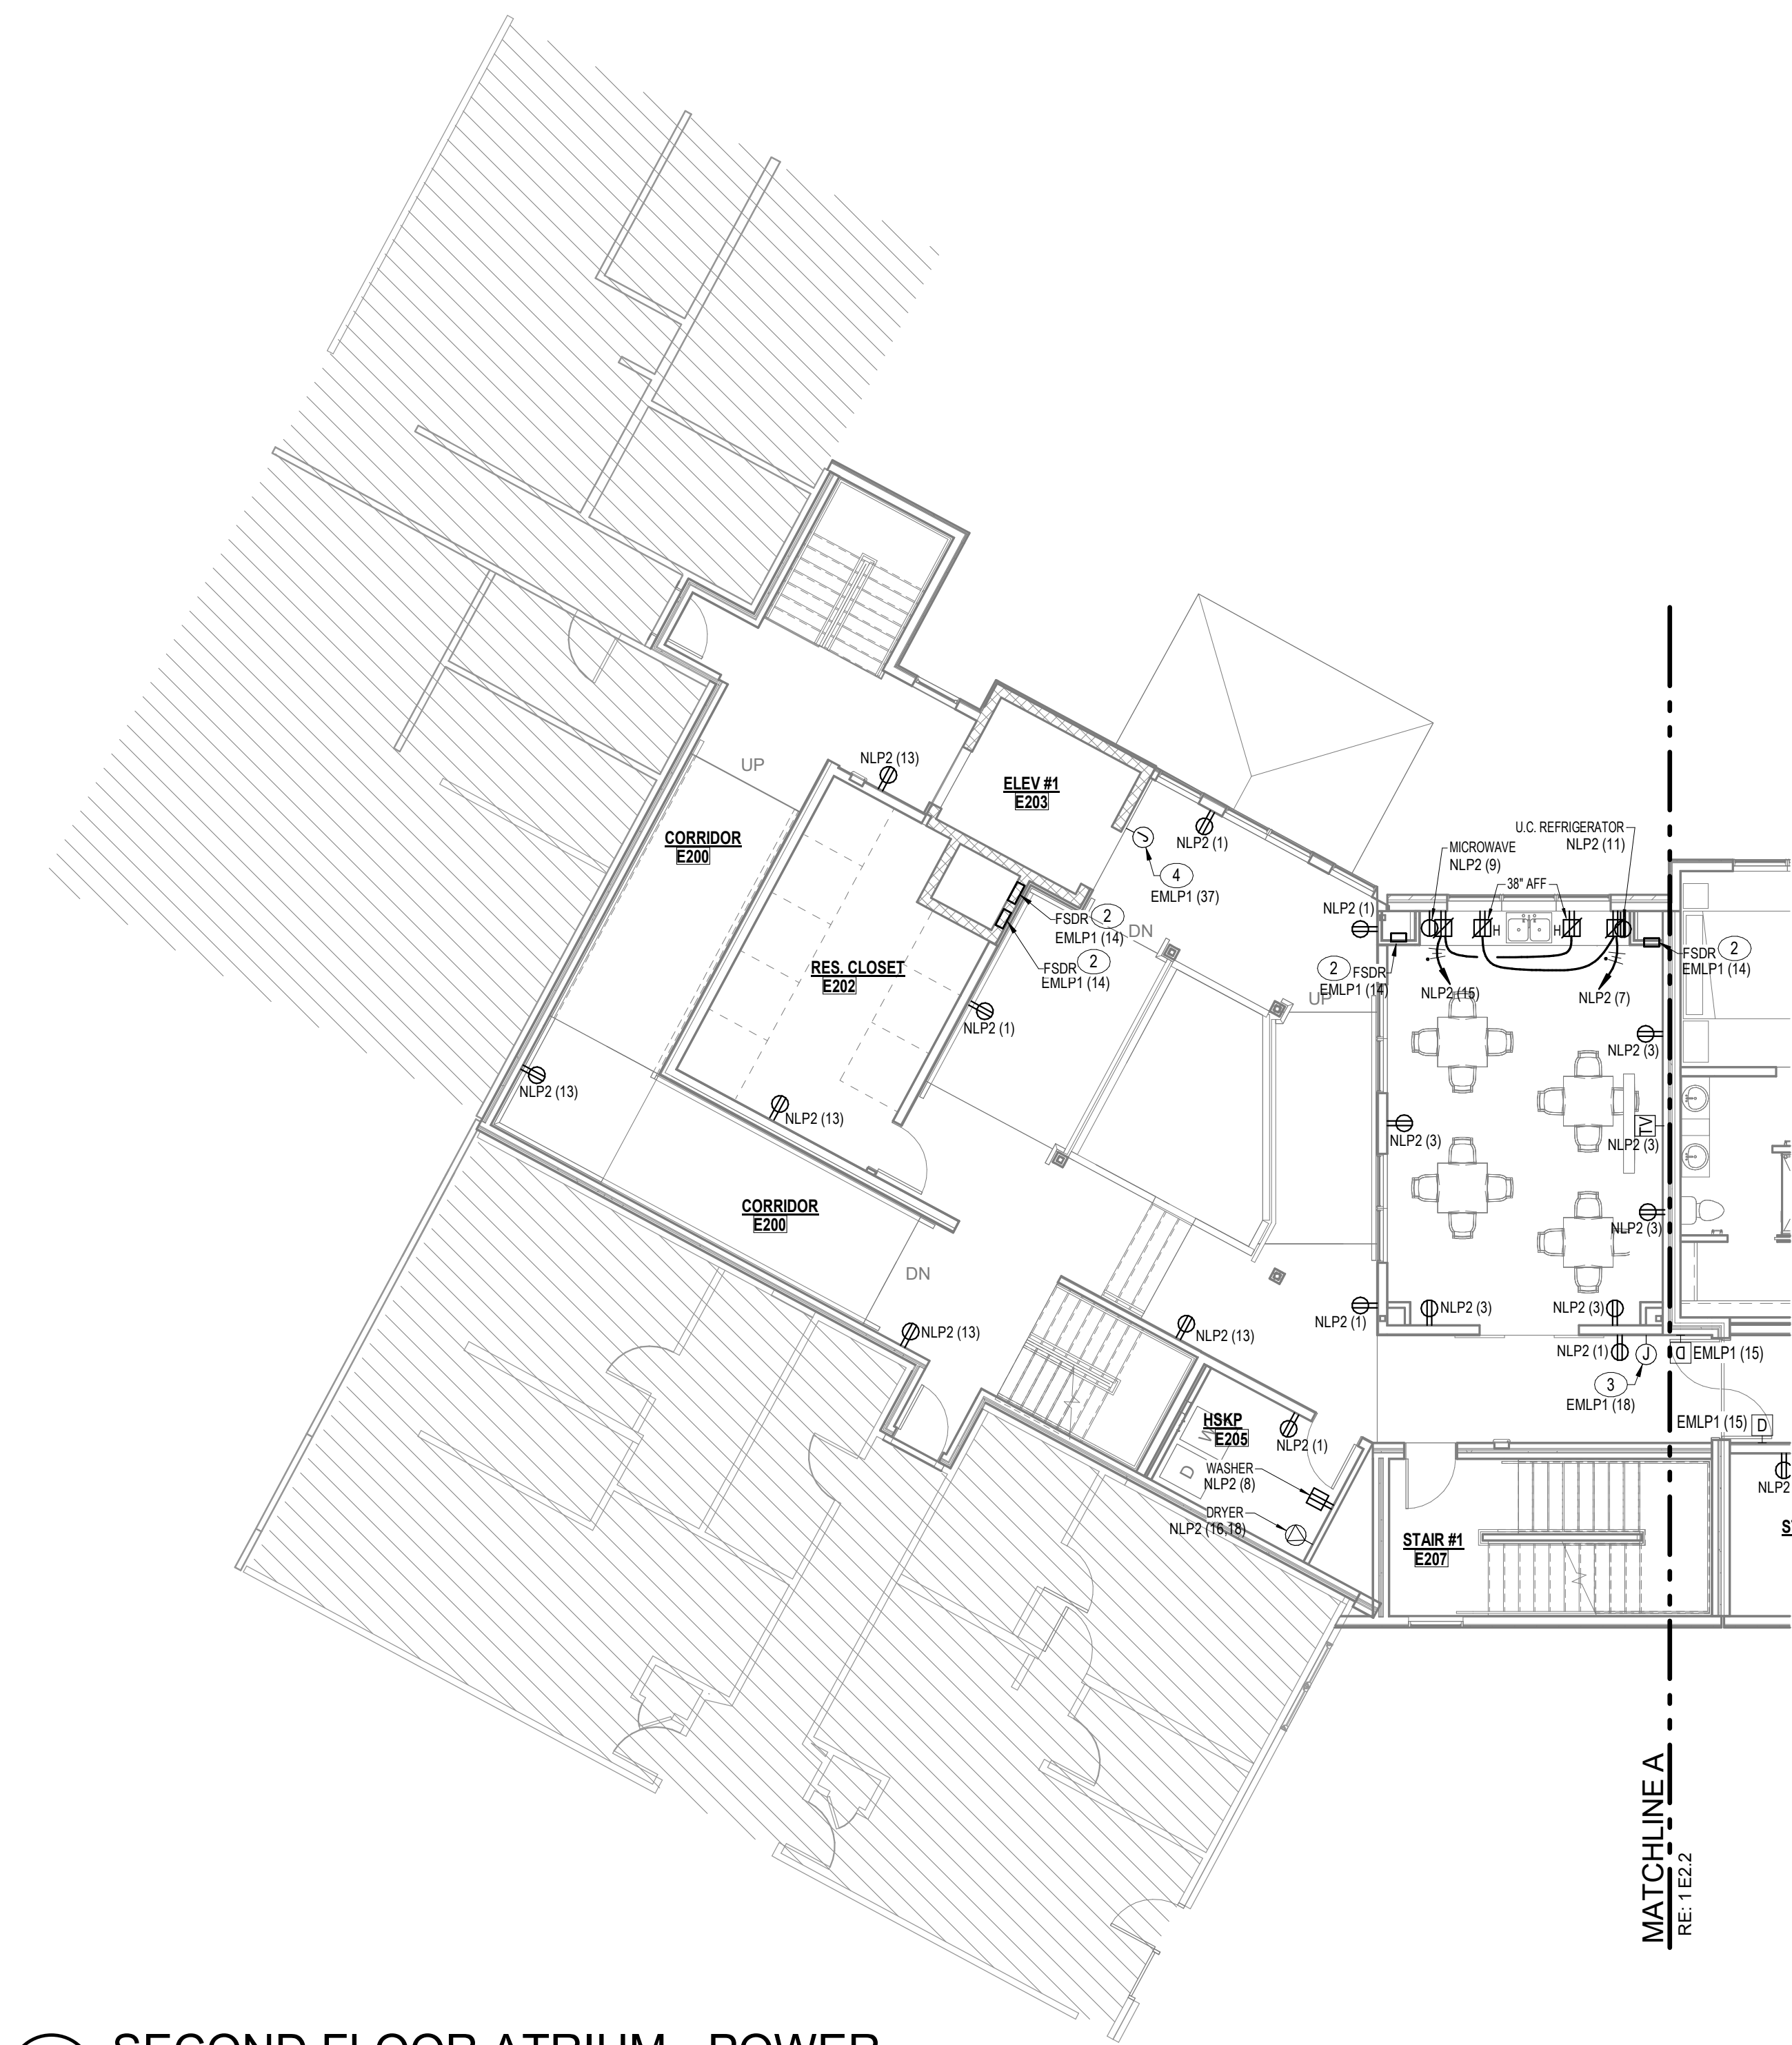 UP
NLP2 (13)
ELEV #1
E203
CORRIDOR
E200
NLP2 (1)
4
EMLP1 (37)
U.C. REFRIGERATOR
NLP2 (11)
MICROWAVE
NLP2 (9)
38" AFF
NLP2 (1)
H
H
FSDR 2
EMLP1 (14)
DN
FSDR 2
EMLP1 (14)
2 FSDR
EMLP1 (14)
FSDR 2
EMLP1 (14)
RES. CLOSET
E202
UP
NLP2 (15)
NLP2 (7)
NLP2 (1)
NLP2 (3)
NLP2 (13)
NLP2 (13)
NLP2 (3)
TV
NLP2 (3)
CORRIDOR
E200
NLP2 (3)
DN
NLP2 (13)
NLP2 (13)
NLP2 (1)
NLP2 (3)
NLP2 (3)
NLP2 (1)
J
J
D
EMLP1 (15)
3
EMLP1 (18)
EMLP1 (15)
D
HSKP
E205
W
D
NLP2 (1)
WASHER
NLP2 (8)
DRYER
NLP2 (16,18)
STAIR #1
E207
NLP2
MATCHLINE A
RE: 1 E2.2
SECOND FLOOR ATRIUM - POWER